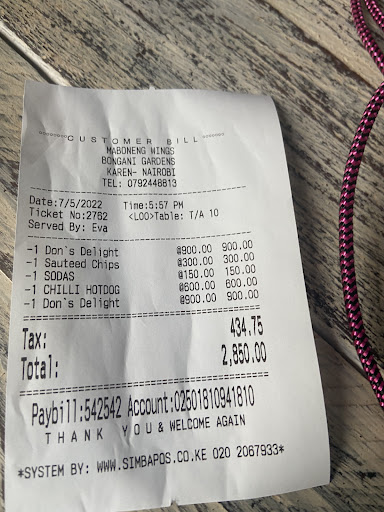 CUSTOMER BILL
MABONENG WINGS
BONGANI GARDENS
KAREN- NAIROBI
TEL: 0792446613
Date:7/5/2022 Time:5:57 PM
Ticket No:2762 <LOO>Table: T/A 10
Served By: Eva
-1 Don's Delight @900.00 900.00
-1 Sauteed Chips @300.00 300.00
-1 SODAS @150.00 150.00
-1 CHILLI HOTDOG @600.00 600.00
-1 Don's Delight @900.00 900.00
Tax: 434.75
Total: 2,850.00
Paybill:542542 Account:02501810941810
THANK YOU & WELCOME AGAIN
*SYSTEM BY: WWW.SIMBAPOS.CO.KE 020 2067933*